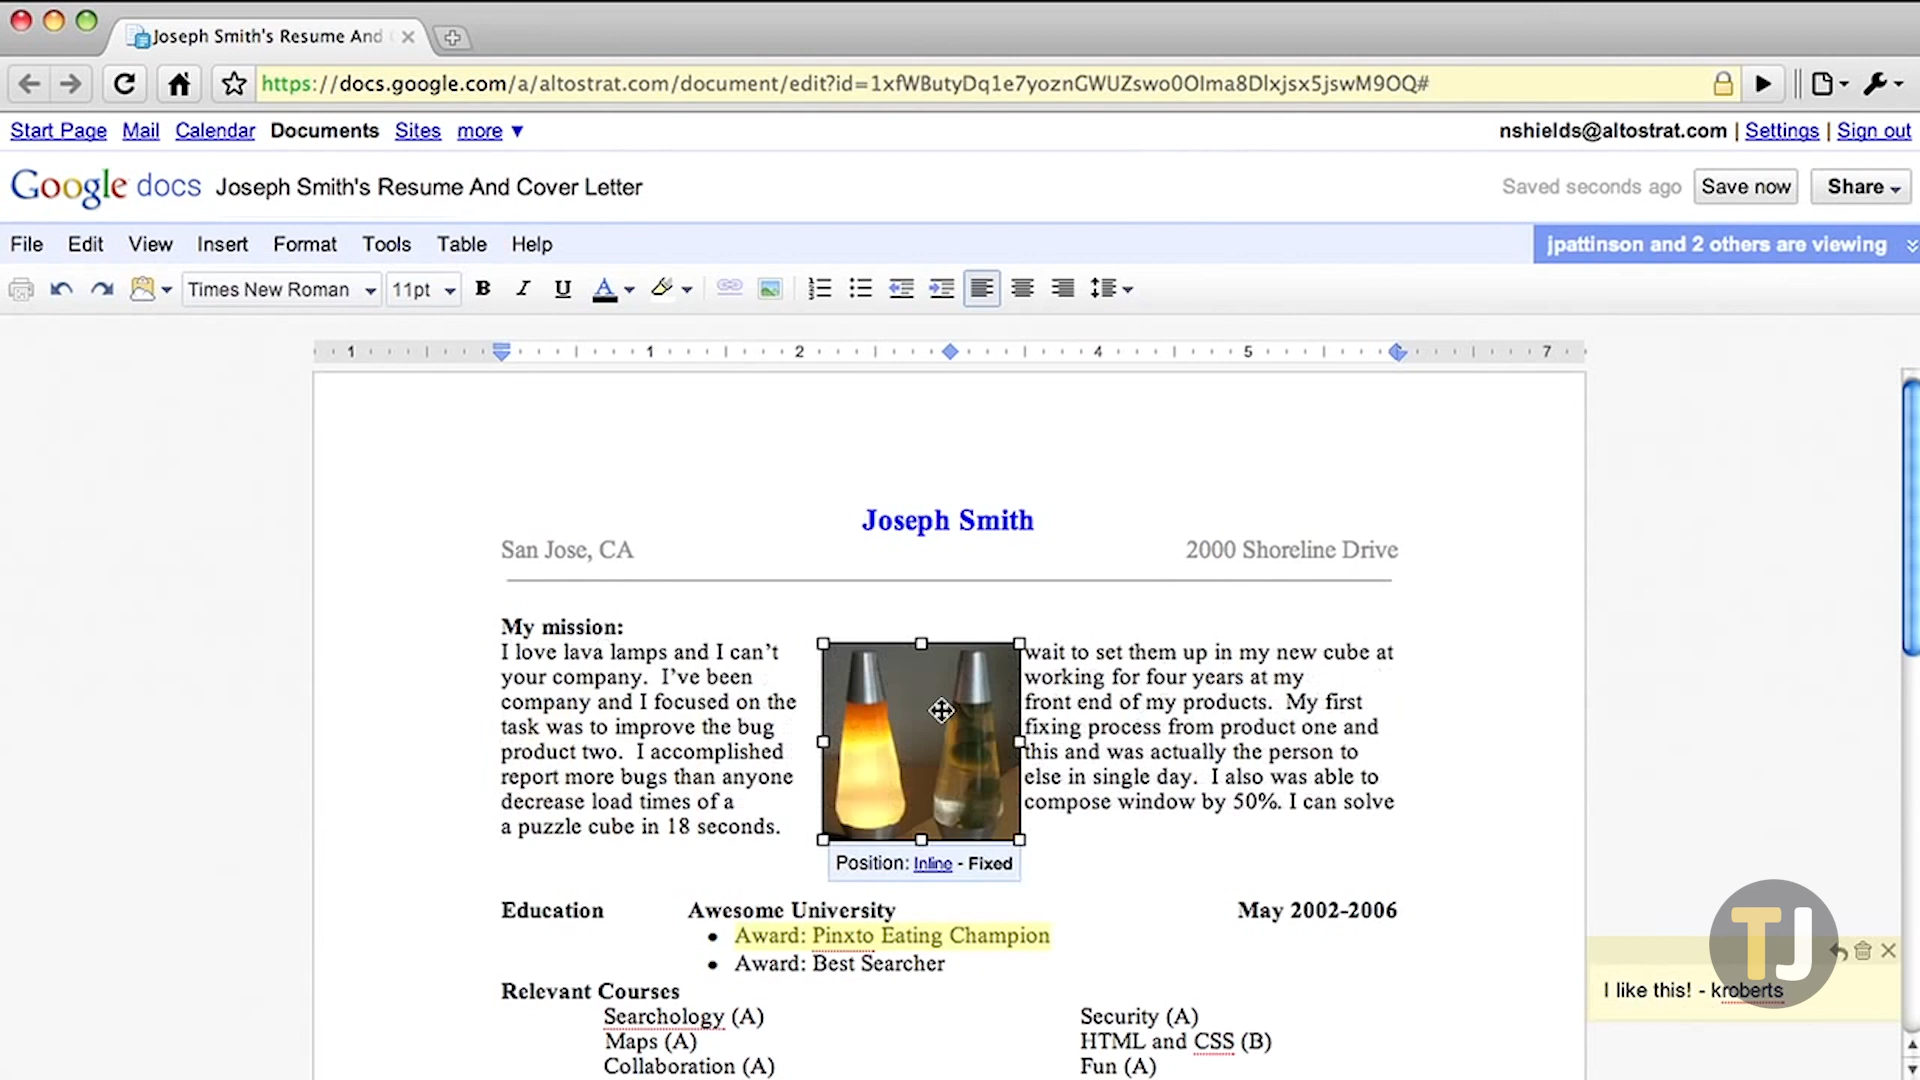 Joseph Smith's Resume And
https://docs.google.com/a/altostrat.com/document/edit?id=1xfWButyDq1e7yoznGWUZswo0OIma8Dlxjsx5jswM9OQ#
Start Page Mail Calendar Documents Sites more ▼
nshields@altostrat.com | Settings | Sign out
Google docs Joseph Smith's Resume And Cover Letter
Saved seconds ago Save now Share
File Edit View Insert Format Tools Table Help
jpattinson and 2 others are viewing
Times New Roman 11pt B I U A
1 1 2 4 5 7
Joseph Smith
San Jose, CA 2000 Shoreline Drive
My mission:
I love lava lamps and I can't wait to set them up in my new cube at
your company. I've been working for four years at my
company and I focused on the front end of my products. My first
task was to improve the bug fixing process from product one and
product two. I accomplished this and was actually the person to
report more bugs than anyone else in single day. I also was able to
decrease load times of a compose window by 50%. I can solve
a puzzle cube in 18 seconds.
Position: Inline - Fixed
Education Awesome University May 2002-2006
• Award: Pinxto Eating Champion
• Award: Best Searcher
TJ
I like this! - kroberts
Relevant Courses
Searchology (A) Security (A)
Maps (A) HTML and CSS (B)
Collaboration (A) Fun (A)